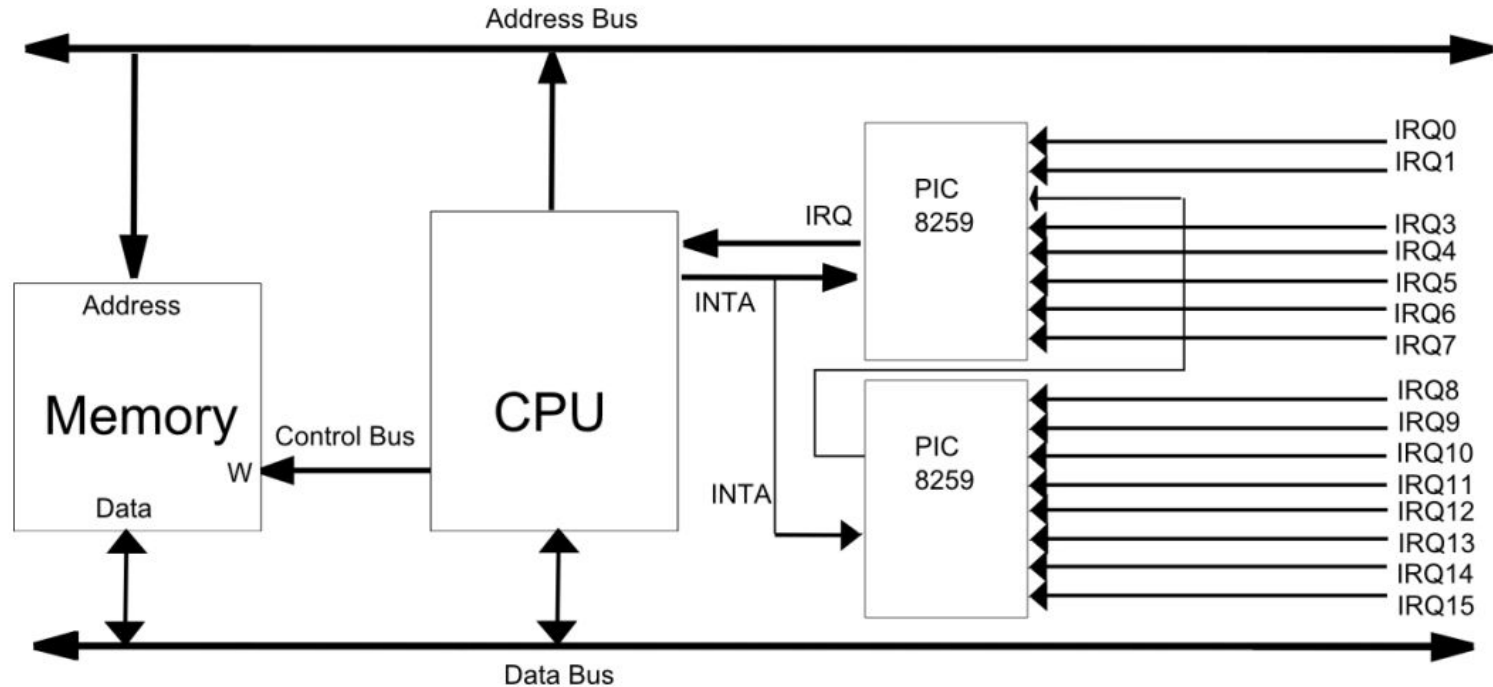 Address Bus
IRQ0
IRQ1
PIC
8259
IRQ
IRQ3
IRQ4
IRQ5
IRQ6
IRQ7
INTA
Address
Memory
CPU
Control Bus
W
Data
IRQ8
IRQ9
IRQ10
IRQ11
IRQ12
IRQ13
IRQ14
IRQ15
PIC
8259
INTA
Data Bus